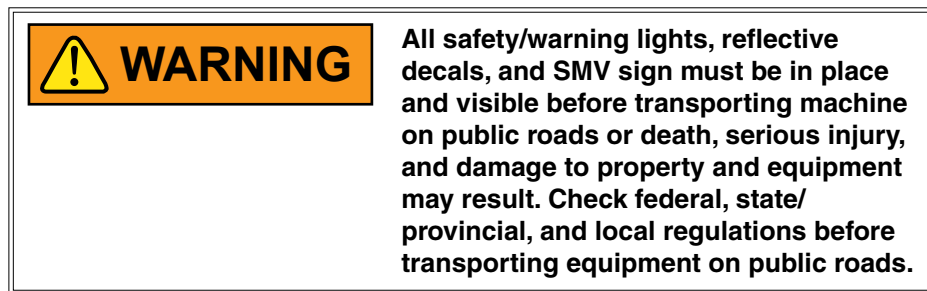 WARNING
All safety/warning lights, reflective
decals, and SMV sign must be in place
and visible before transporting machine
on public roads or death, serious injury,
and damage to property and equipment
may result. Check federal, state/
provincial, and local regulations before
transporting equipment on public roads.